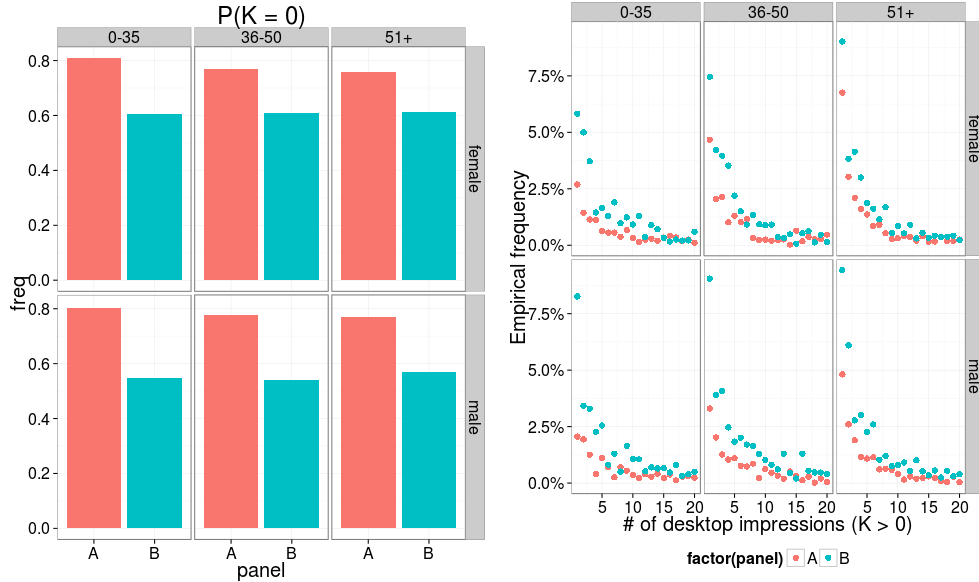 P(K = 0)
0-35 36-50 51+
freq
0.8
0.6
0.4
0.2
0.0
female
0.8
0.6
0.4
0.2
0.0
male
A B A B A B
panel
0-35 36-50 51+
Empirical frequency
7.5%
5.0%
2.5%
0.0%
female
7.5%
5.0%
2.5%
0.0%
male
5 10 15 20 5 10 15 20 5 10 15 20
# of desktop impressions (K > 0)
factor(panel) A B